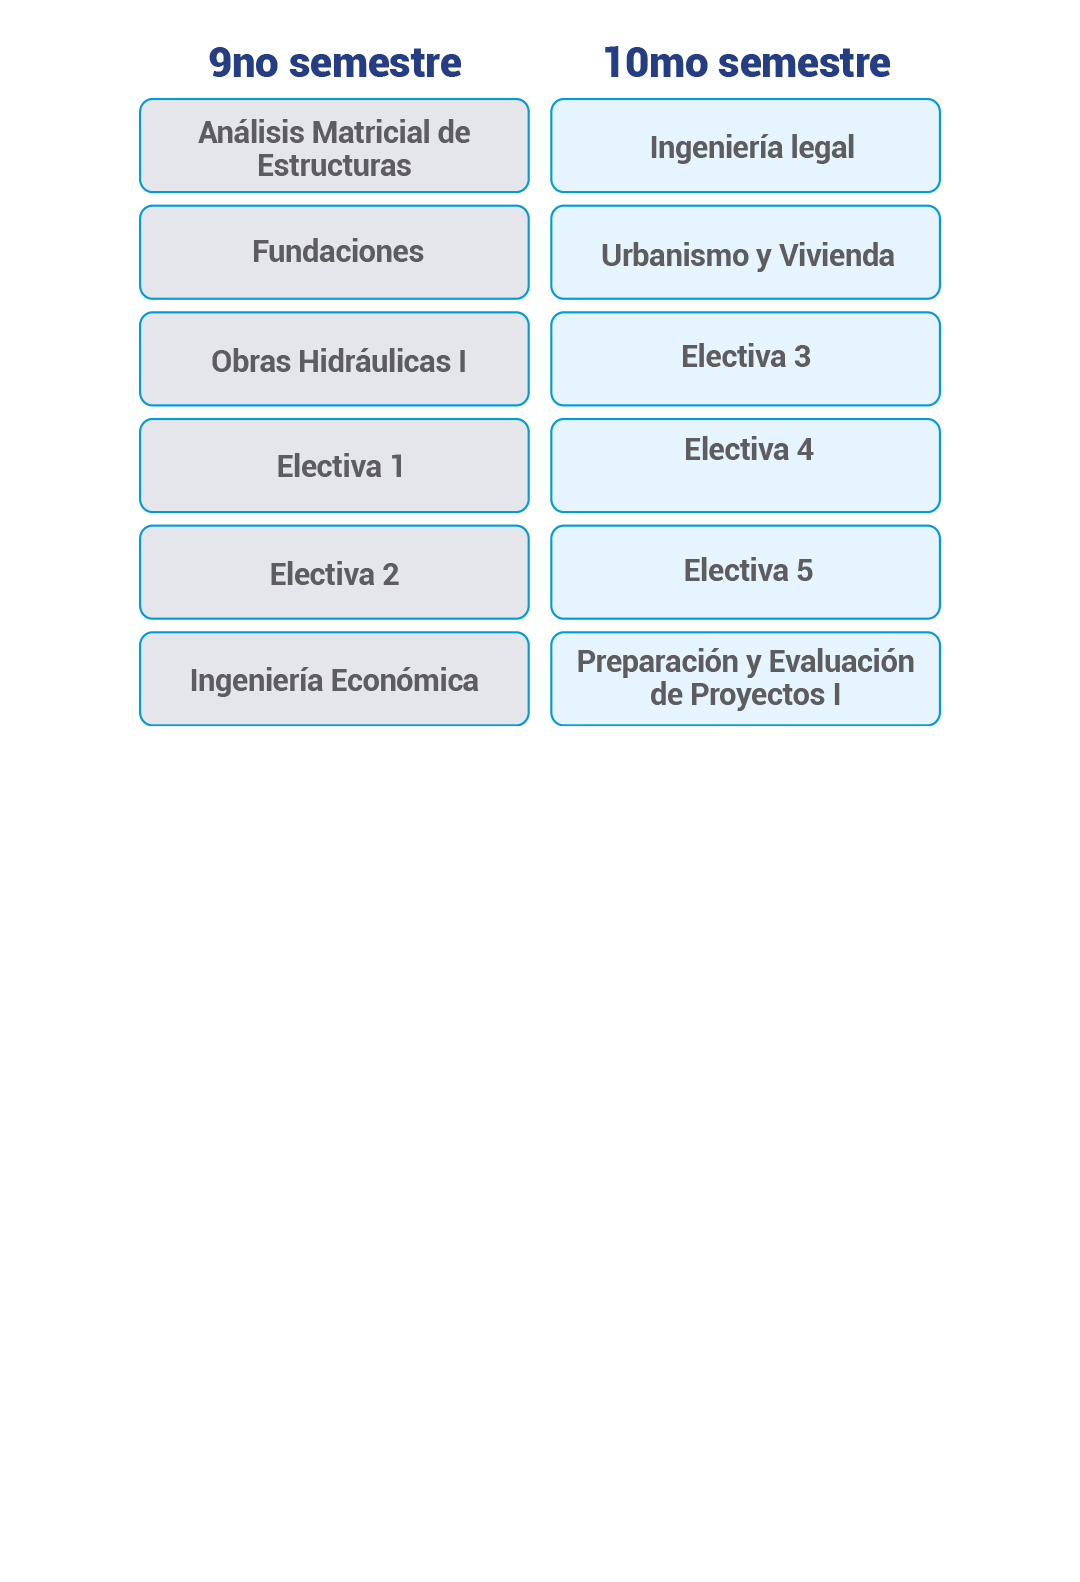 9no semestre
Análisis Matricial de
Estructuras
Fundaciones
Obras Hidráulicas I
Electiva 1
Electiva 2
Ingeniería Económica
10mo semestre
Ingeniería legal
Urbanismo y Vivienda
Electiva 3
Electiva 4
Electiva 5
Preparación y Evaluación
de Proyectos I